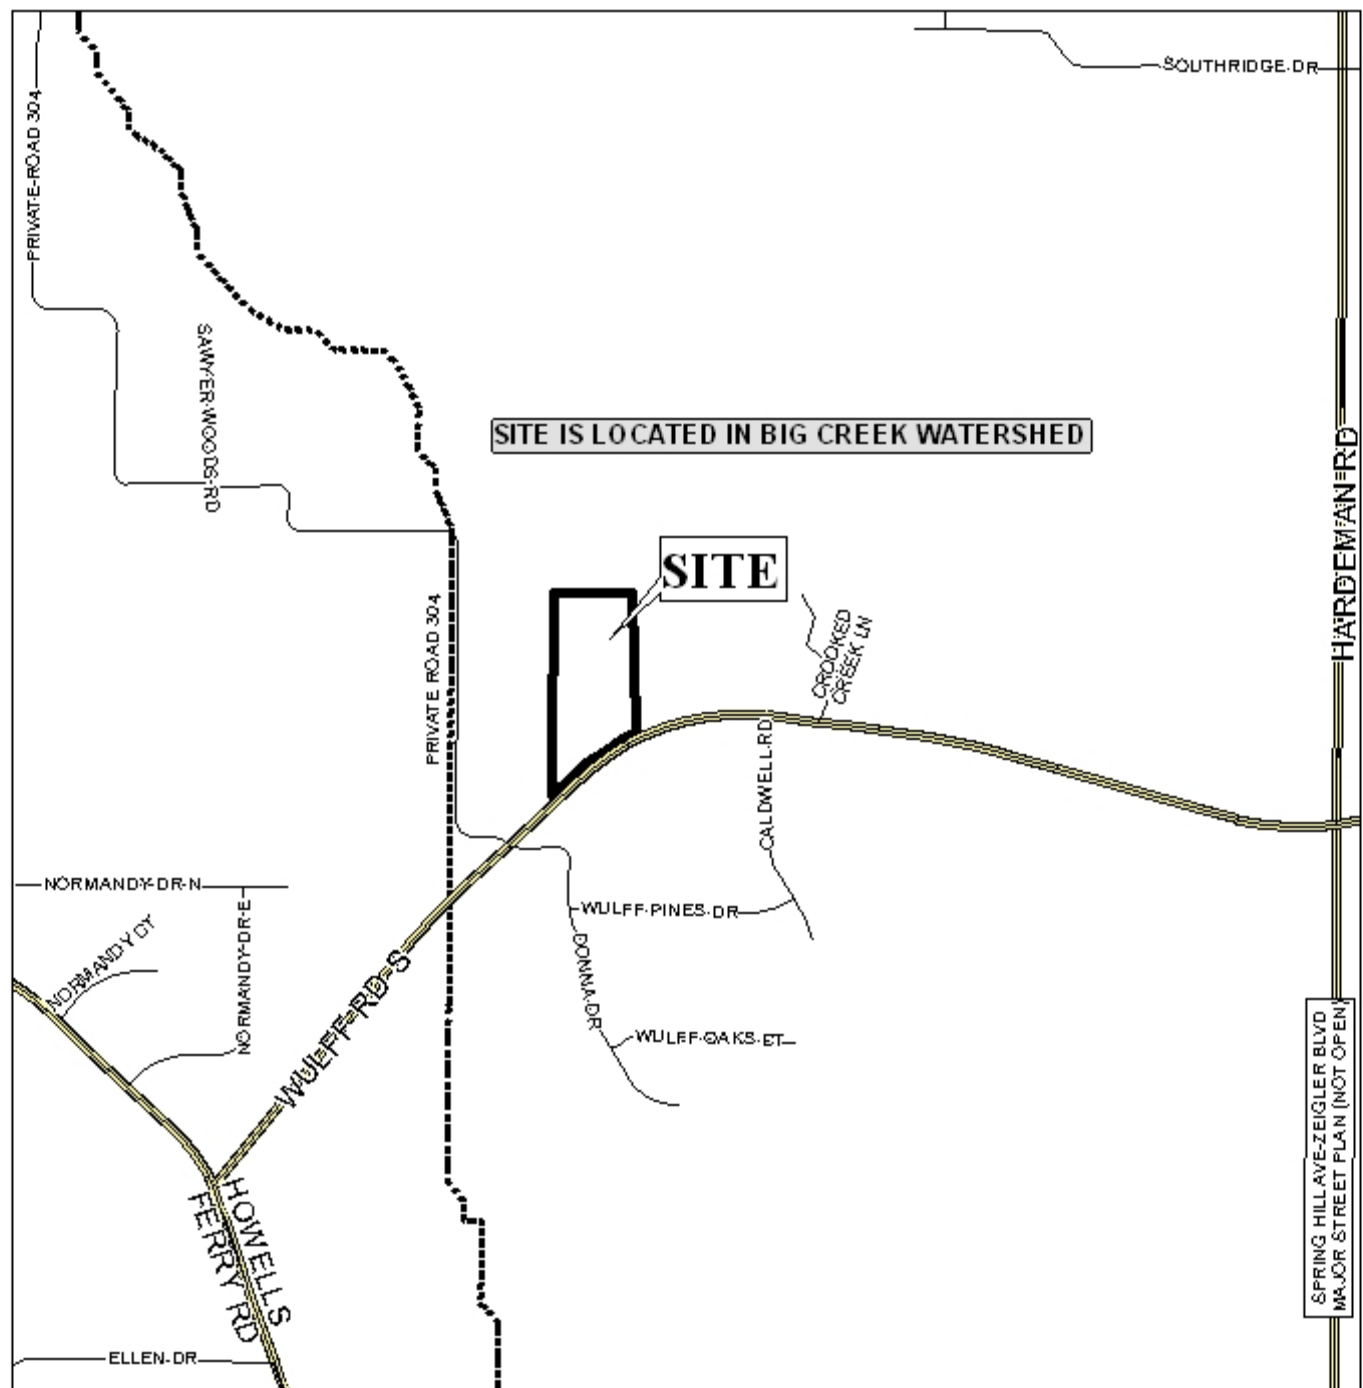 SOUTHRIDGE DR
PRIVATE ROAD 304
SAWYER WOODS RD
SITE IS LOCATED IN BIG CREEK WATERSHED
HARDEMAN RD
SITE
PRIVATE ROAD 304
CROOKED
CREEK LN
CALDWELL RD
NORMANDY DR N
NORMANDY DR E
NORMANDY CT
WULFF PINES DR
DONNA DR
WULFF RD S
WULFF OAKS CT
SPRING HILL AVE-ZEIGLER BLVD
MAJOR STREET PLAN (NOT OPEN)
HOWELLS
FERRY RD
ELLEN DR